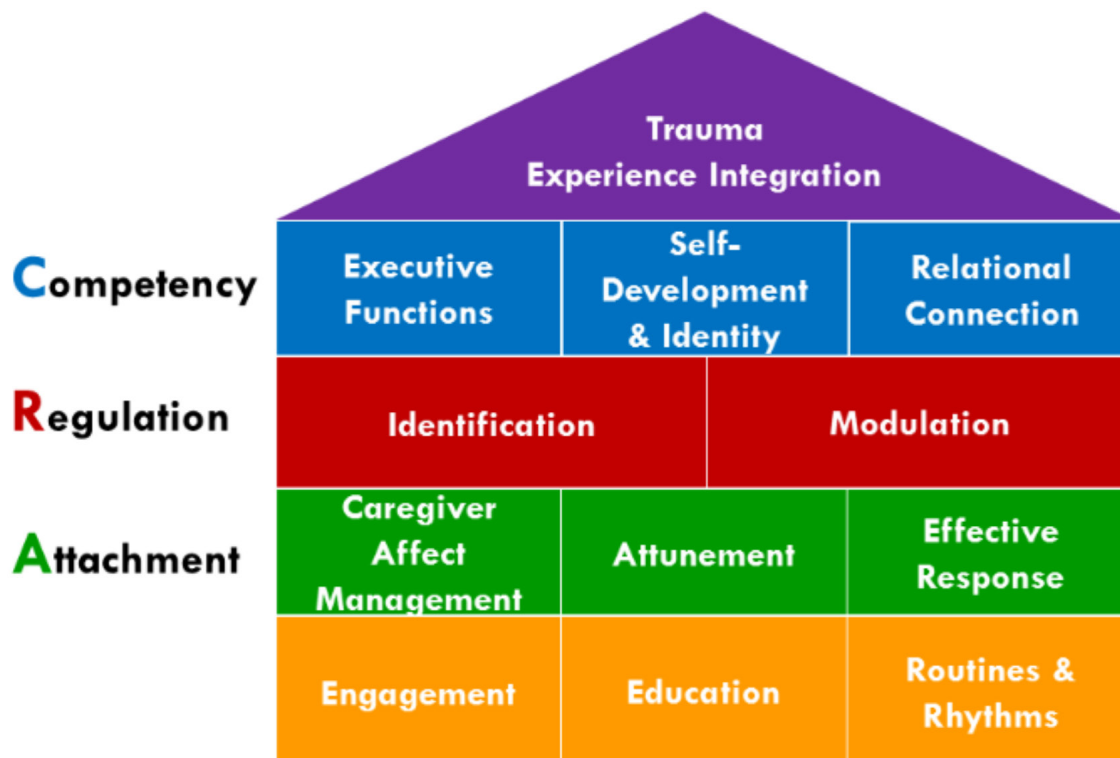 Trauma
Experience Integration
Competency
Executive
Functions
Self-
Development
& Identity
Relational
Connection
Regulation
Identification
Modulation
Attachment
Caregiver
Affect
Management
Attunement
Effective
Response
Engagement
Education
Routines &
Rhythms